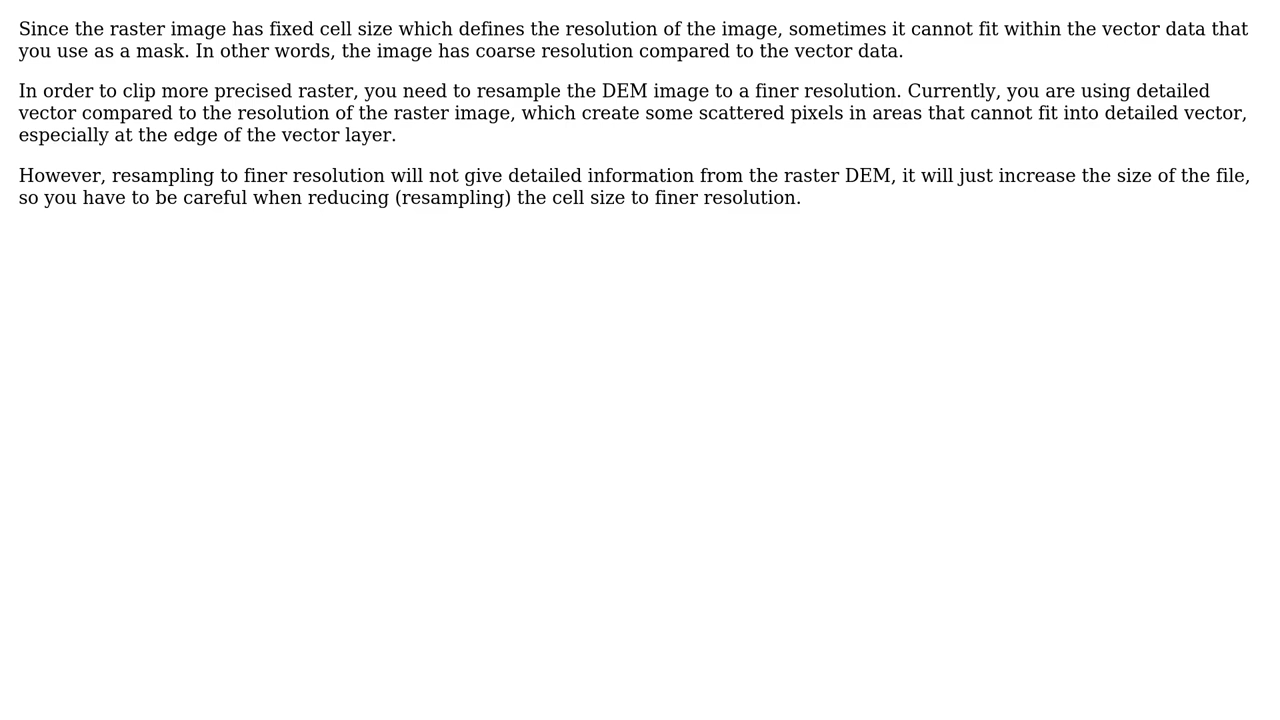 Since the raster image has fixed cell size which defines the resolution of the image, sometimes it cannot fit within the vector data that
you use as a mask. In other words, the image has coarse resolution compared to the vector data.
In order to clip more precised raster, you need to resample the DEM image to a finer resolution. Currently, you are using detailed
vector compared to the resolution of the raster image, which create some scattered pixels in areas that cannot fit into detailed vector,
especially at the edge of the vector layer.
However, resampling to finer resolution will not give detailed information from the raster DEM, it will just increase the size of the file,
so you have to be careful when reducing (resampling) the cell size to finer resolution.